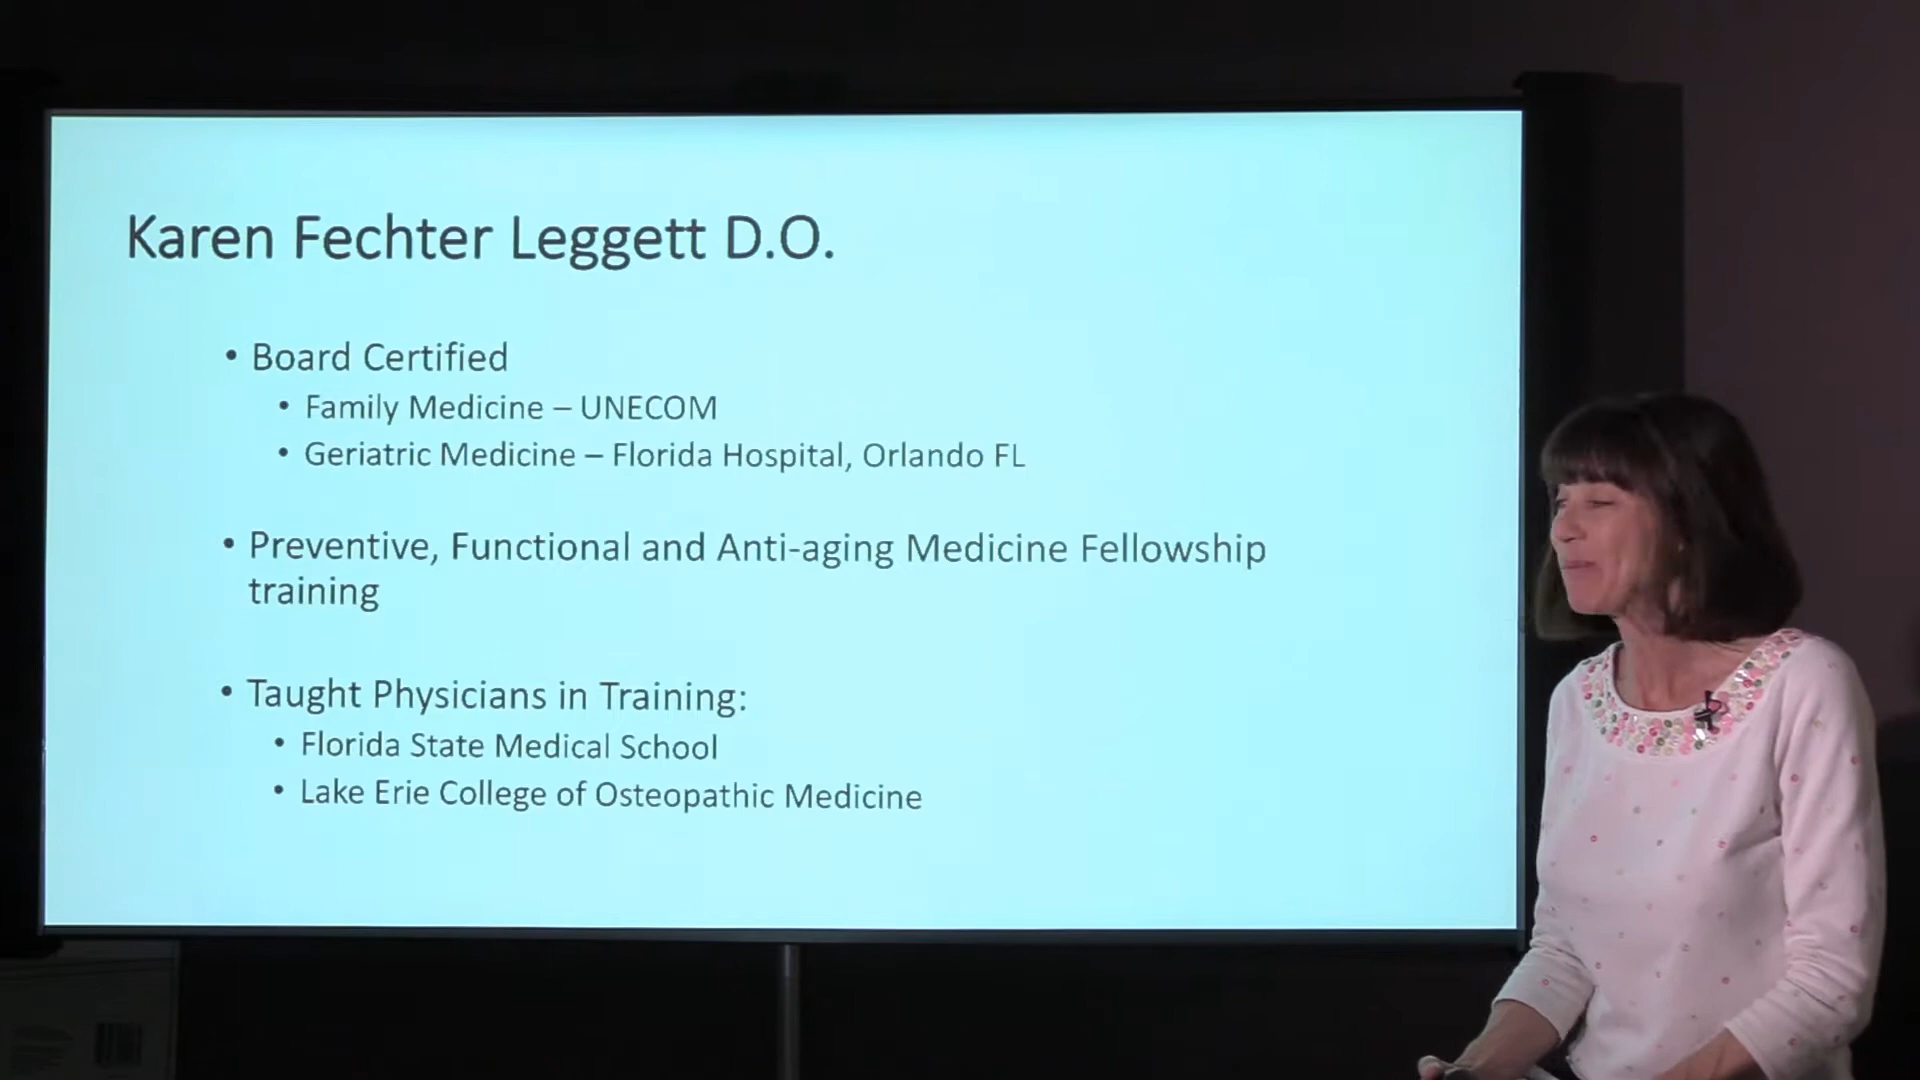 Karen Fechter Leggett D.O.
• Board Certified
• Family Medicine – UNECOM
• Geriatric Medicine – Florida Hospital, Orlando FL
• Preventive, Functional and Anti-aging Medicine Fellowship
training
• Taught Physicians in Training:
• Florida State Medical School
• Lake Erie College of Osteopathic Medicine